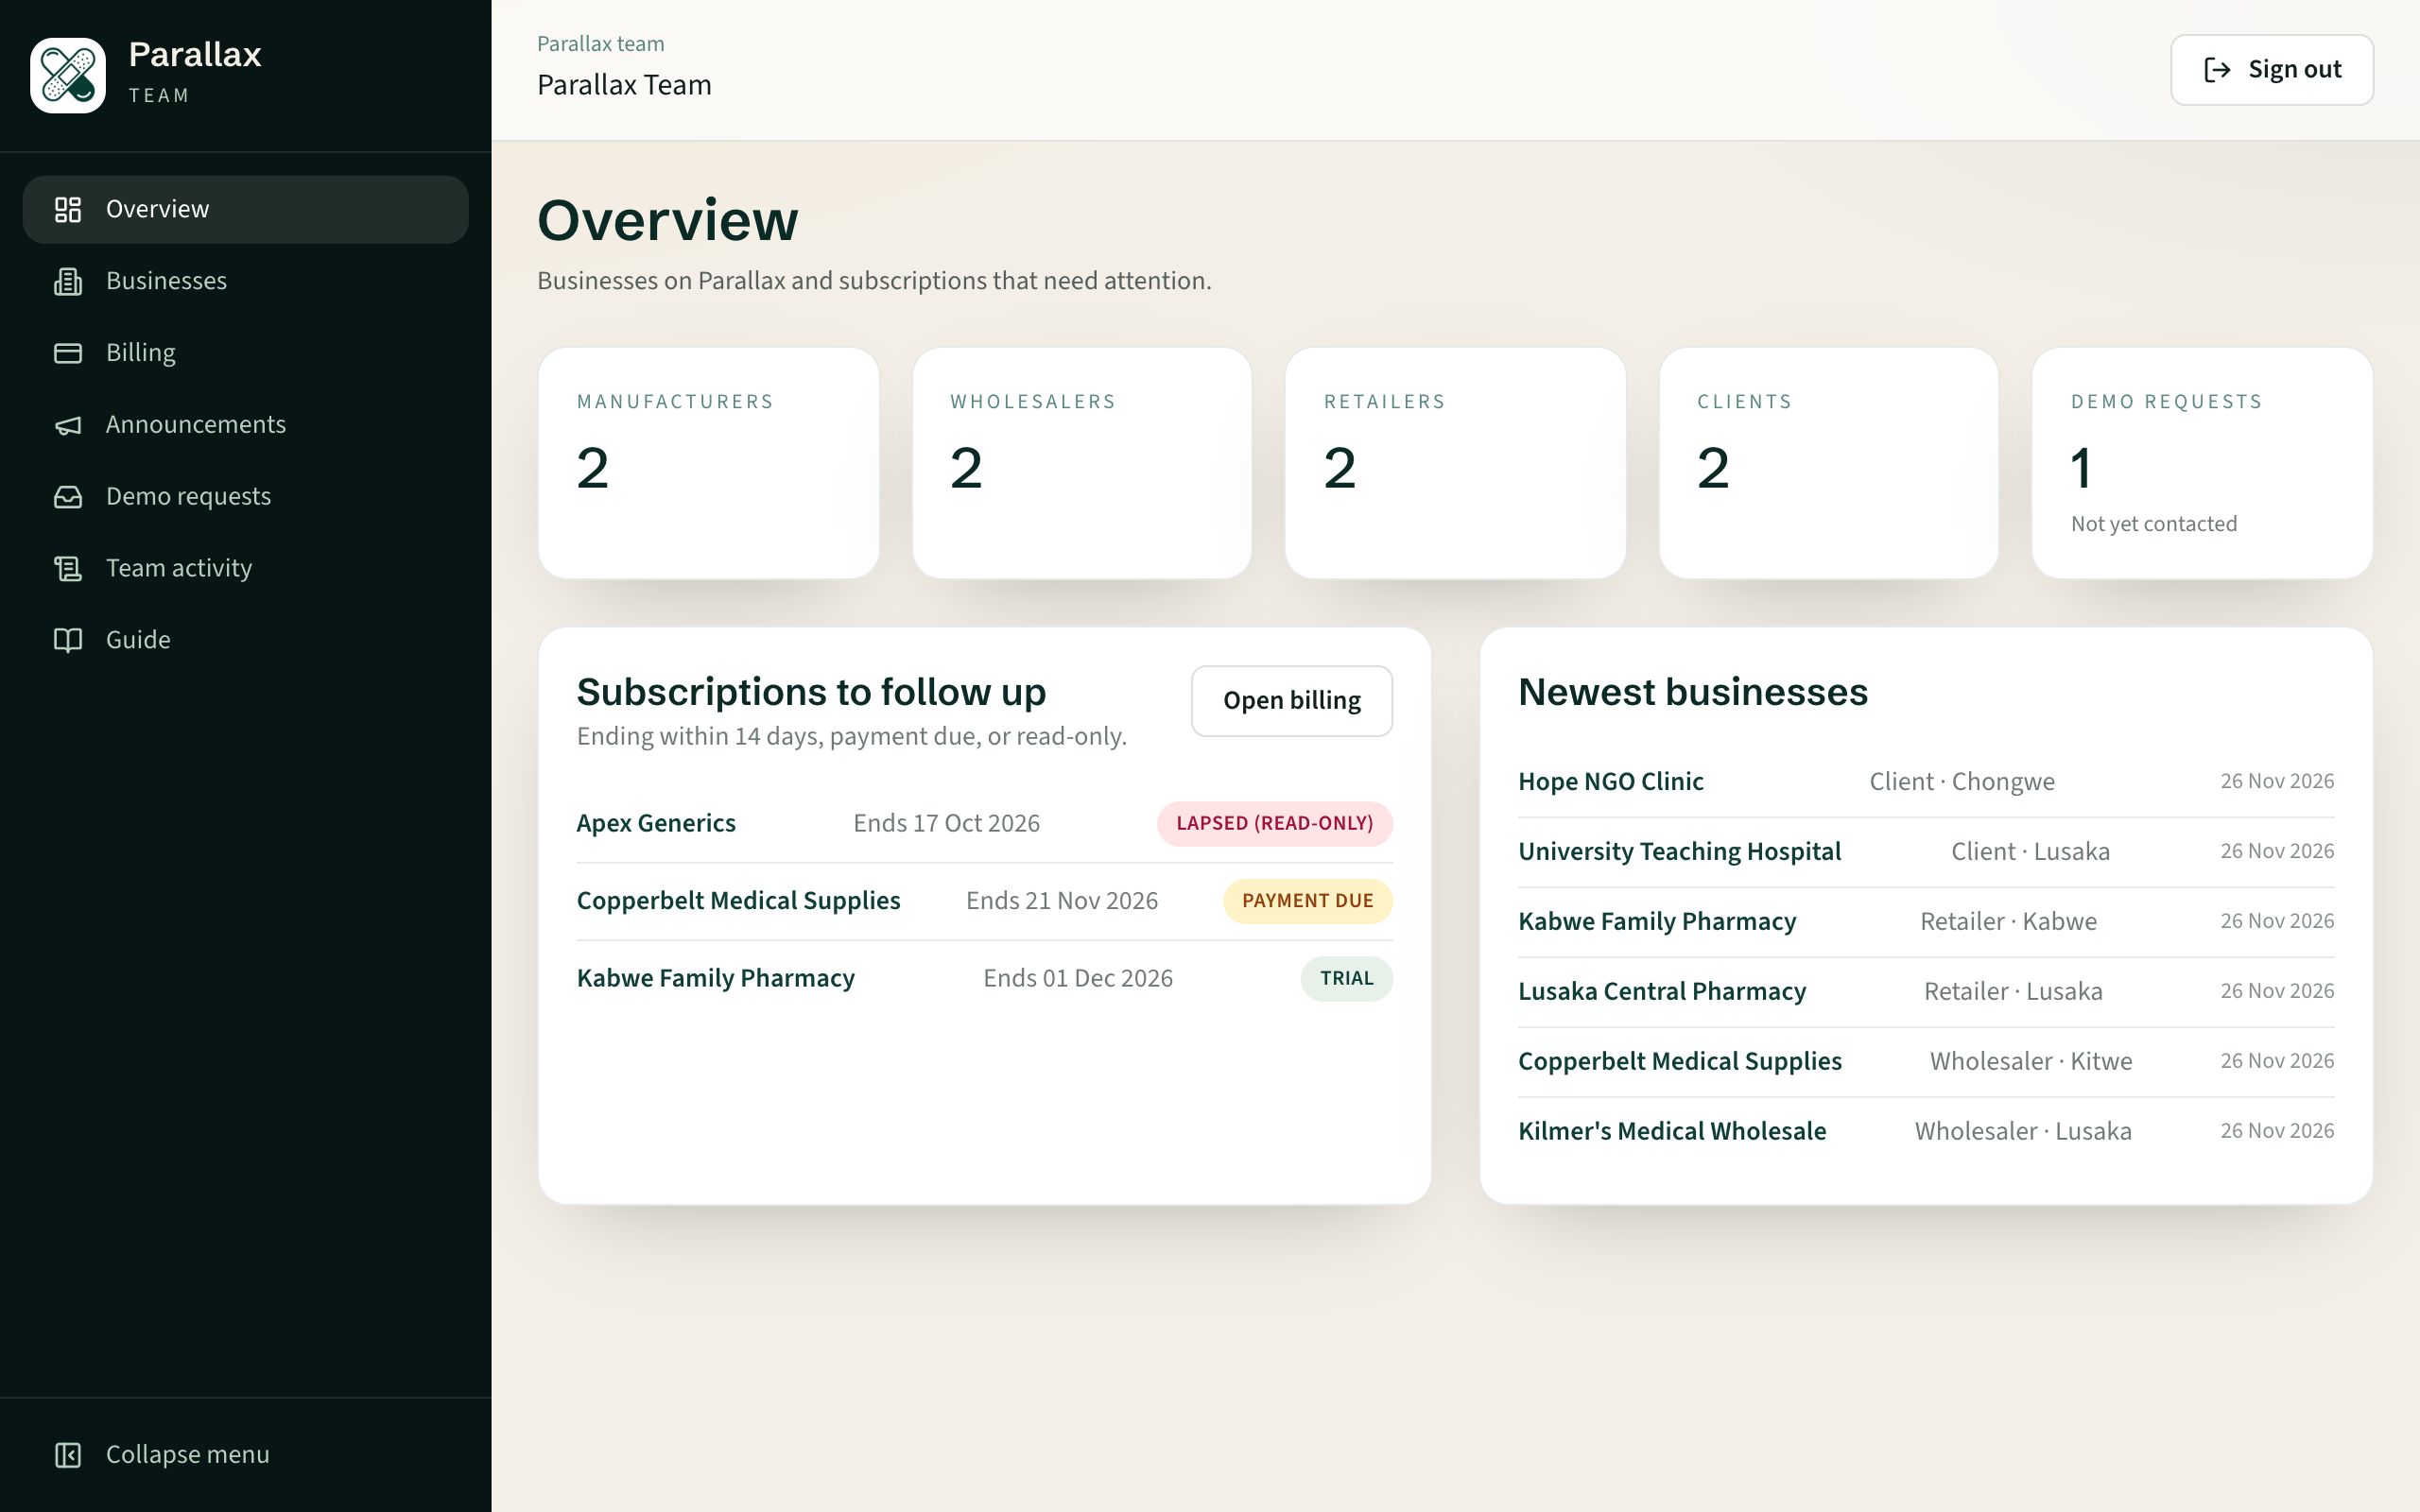 Parallax
TEAM
Overview
Businesses
Billing
Announcements
Demo requests
Team activity
Guide
Collapse menu
Parallax team
Parallax Team
Sign out
Overview
Businesses on Parallax and subscriptions that need attention.
MANUFACTURERS
2
WHOLESALERS
2
RETAILERS
2
CLIENTS
2
DEMO REQUESTS
1
Not yet contacted
Subscriptions to follow up
Ending within 14 days, payment due, or read-only.
Open billing
Apex Generics Ends 17 Oct 2026 LAPSED (READ-ONLY)
Copperbelt Medical Supplies Ends 21 Nov 2026 PAYMENT DUE
Kabwe Family Pharmacy Ends 01 Dec 2026 TRIAL
Newest businesses
Hope NGO Clinic Client · Chongwe 26 Nov 2026
University Teaching Hospital Client · Lusaka 26 Nov 2026
Kabwe Family Pharmacy Retailer · Kabwe 26 Nov 2026
Lusaka Central Pharmacy Retailer · Lusaka 26 Nov 2026
Copperbelt Medical Supplies Wholesaler · Kitwe 26 Nov 2026
Kilmer's Medical Wholesale Wholesaler · Lusaka 26 Nov 2026